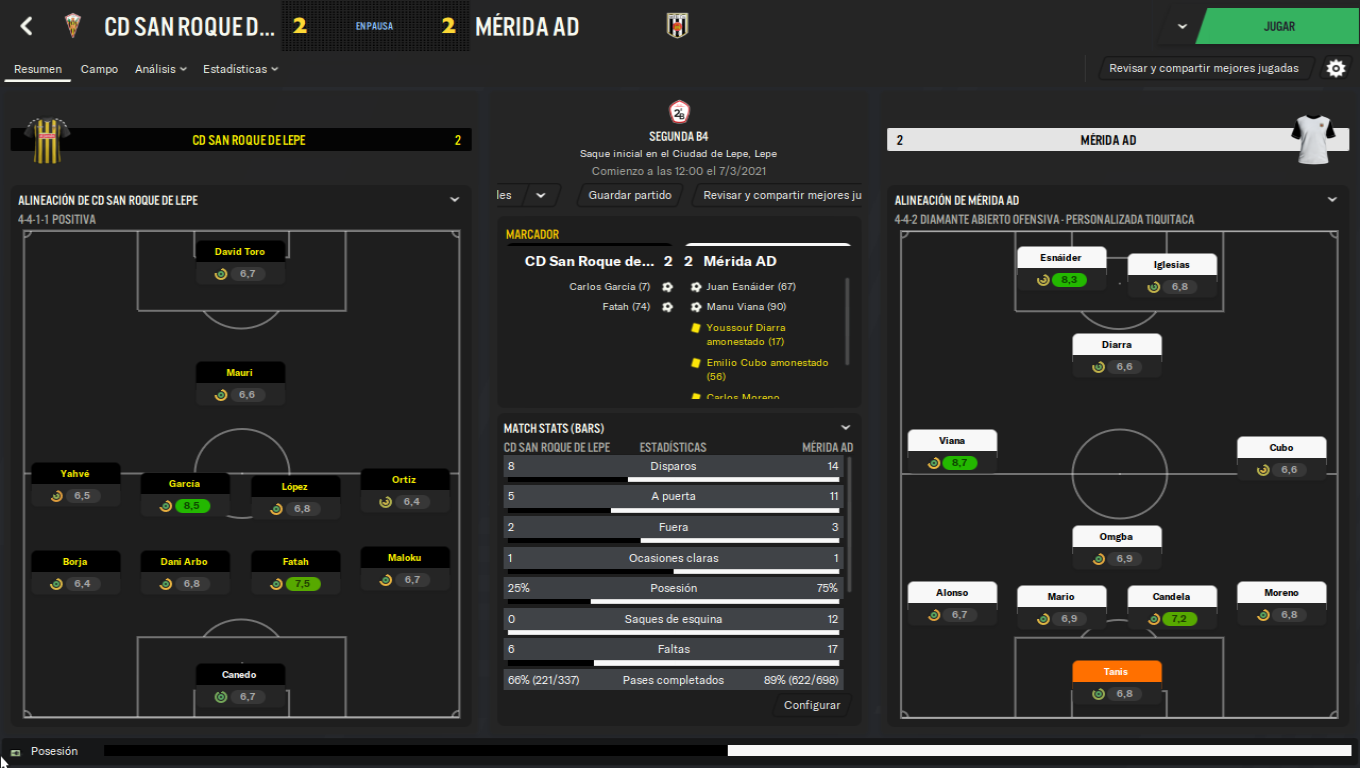 CD SAN ROQUE D...
2
EN PAUSA
2
MÉRIDA AD
JUGAR
Resumen
Campo
Análisis
Estadísticas
Revisar y compartir mejores jugadas
CD SAN ROQUE DE LEPE
2
2B
SEGUNDA B4
Saque inicial en el Ciudad de Lepe, Lepe
Comienzo a las 12:00 el 7/3/2021
2
MÉRIDA AD
les
Guardar partido
Revisar y compartir mejores ju
ALINEACIÓN DE CD SAN ROQUE DE LEPE
4-4-1-1 POSITIVA
David Toro
6,7
Mauri
6,6
Yahvé
6,5
García
8,5
López
6,8
Ortiz
6,4
Borja
6,4
Dani Arbo
6,8
Fatah
7,5
Maloku
6,7
Canedo
6,7
MARCADOR
CD San Roque de... 2 2 Mérida AD
Carlos García (7)
Juan Esnáider (67)
Fatah (74)
Manu Viana (90)
Youssouf Diarra
amonestado (17)
Emilio Cubo amonestado
(56)
Carlos Moreno
MATCH STATS (BARS)
CD SAN ROQUE DE LEPE ESTADÍSTICAS MÉRIDA AD
8 Disparos 14
5 A puerta 11
2 Fuera 3
1 Ocasiones claras 1
25% Posesión 75%
0 Saques de esquina 12
6 Faltas 17
66% (221/337) Pases completados 89% (622/698)
Configurar
ALINEACIÓN DE MÉRIDA AD
4-4-2 DIAMANTE ABIERTO OFENSIVA - PERSONALIZADA TIQUITACA
Esnáider
8,3
Iglesias
6,8
Diarra
6,6
Viana
8,7
Cubo
6,6
Omgba
6,9
Alonso
6,7
Mario
6,9
Candela
7,2
Moreno
6,8
Tanis
6,8
Posesión